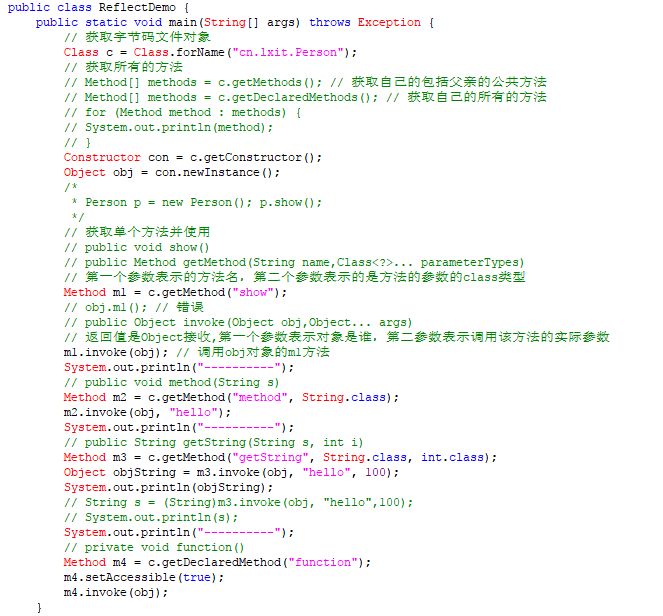 public class ReflectDemo {
    public static void main(String[] args) throws Exception {
        // 获取字节码文件对象
        Class c = Class.forName("cn.lxit.Person");
        // 获取所有的方法
        // Method[] methods = c.getMethods(); // 获取自己的包括父亲的公共方法
        // Method[] methods = c.getDeclaredMethods(); // 获取自己的所有的方法
        // for (Method method : methods) {
        // System.out.println(method);
        // }
        Constructor con = c.getConstructor();
        Object obj = con.newInstance();
        /*
         * Person p = new Person(); p.show();
         */
        // 获取单个方法并使用
        // public void show()
        // public Method getMethod(String name,Class<?>... parameterTypes)
        // 第一个参数表示的方法名，第二个参数表示的是方法的参数的class类型
        Method m1 = c.getMethod("show");
        // obj.m1(); // 错误
        // public Object invoke(Object obj,Object... args)
        // 返回值是Object接收,第一个参数表示对象是谁，第二参数表示调用该方法的实际参数
        m1.invoke(obj); // 调用obj对象的m1方法
        System.out.println("----------");
        // public void method(String s)
        Method m2 = c.getMethod("method", String.class);
        m2.invoke(obj, "hello");
        System.out.println("----------");
        // public String getString(String s, int i)
        Method m3 = c.getMethod("getString", String.class, int.class);
        Object objString = m3.invoke(obj, "hello", 100);
        System.out.println(objString);
        // String s = (String)m3.invoke(obj, "hello",100);
        // System.out.println(s);
        System.out.println("----------");
        // private void function()
        Method m4 = c.getDeclaredMethod("function");
        m4.setAccessible(true);
        m4.invoke(obj);
    }